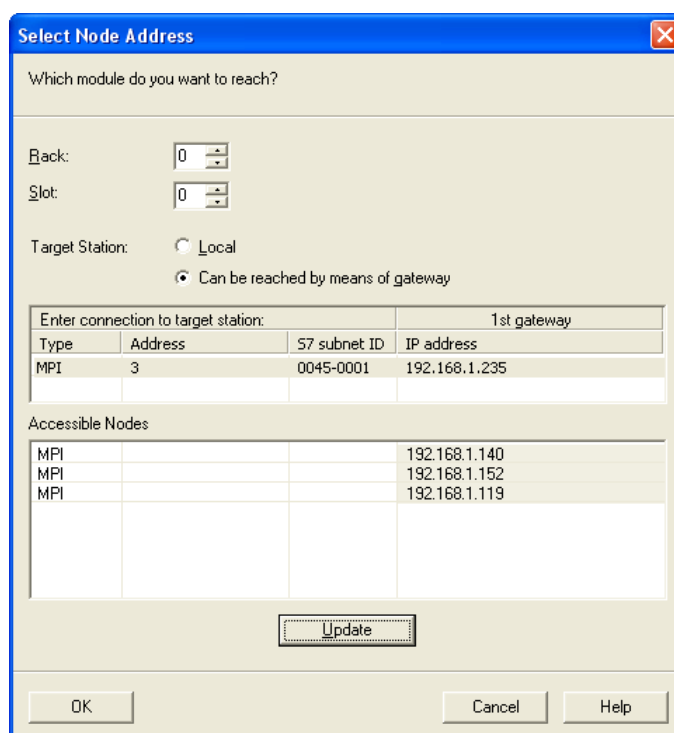 Select Node Address
Which module do you want to reach?
Rack: 0
Slot: 0
Target Station: Local
Can be reached by means of gateway
Enter connection to target station: 1st gateway
Type Address S7 subnet ID IP address
MPI 3 0045-0001 192.168.1.235
Accessible Nodes
MPI 192.168.1.140
MPI 192.168.1.152
MPI 192.168.1.119
Update
OK Cancel Help